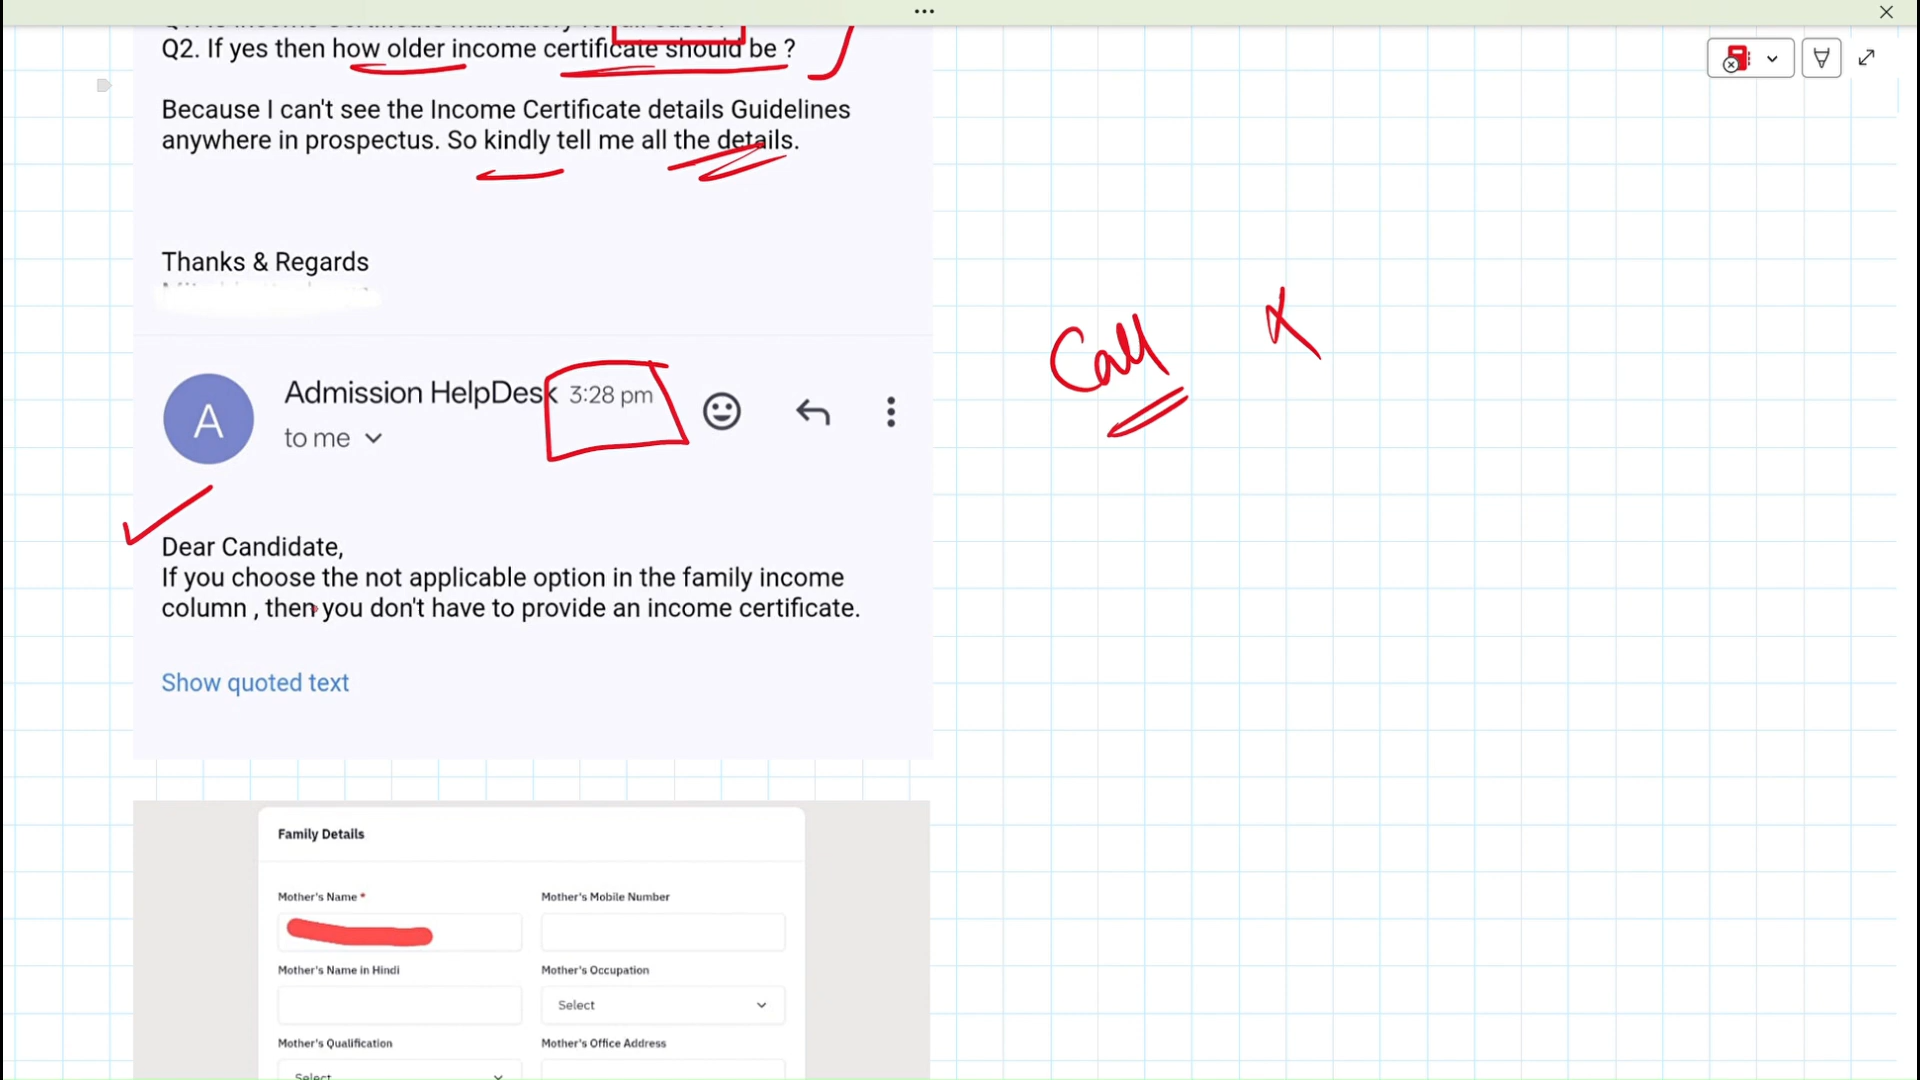 Q2. If yes then how older income certificate should be ?
Because I can't see the Income Certificate details Guidelines
anywhere in prospectus. So kindly tell me all the details.
Thanks & Regards
Call
A
Admission HelpDesk 3:28 pm
to me
Dear Candidate,
If you choose the not applicable option in the family income
column , then you don't have to provide an income certificate.
Show quoted text
Family Details
Mother's Name * Mother's Mobile Number
Mother's Name in Hindi Mother's Occupation
Select
Mother's Qualification Mother's Office Address
Select